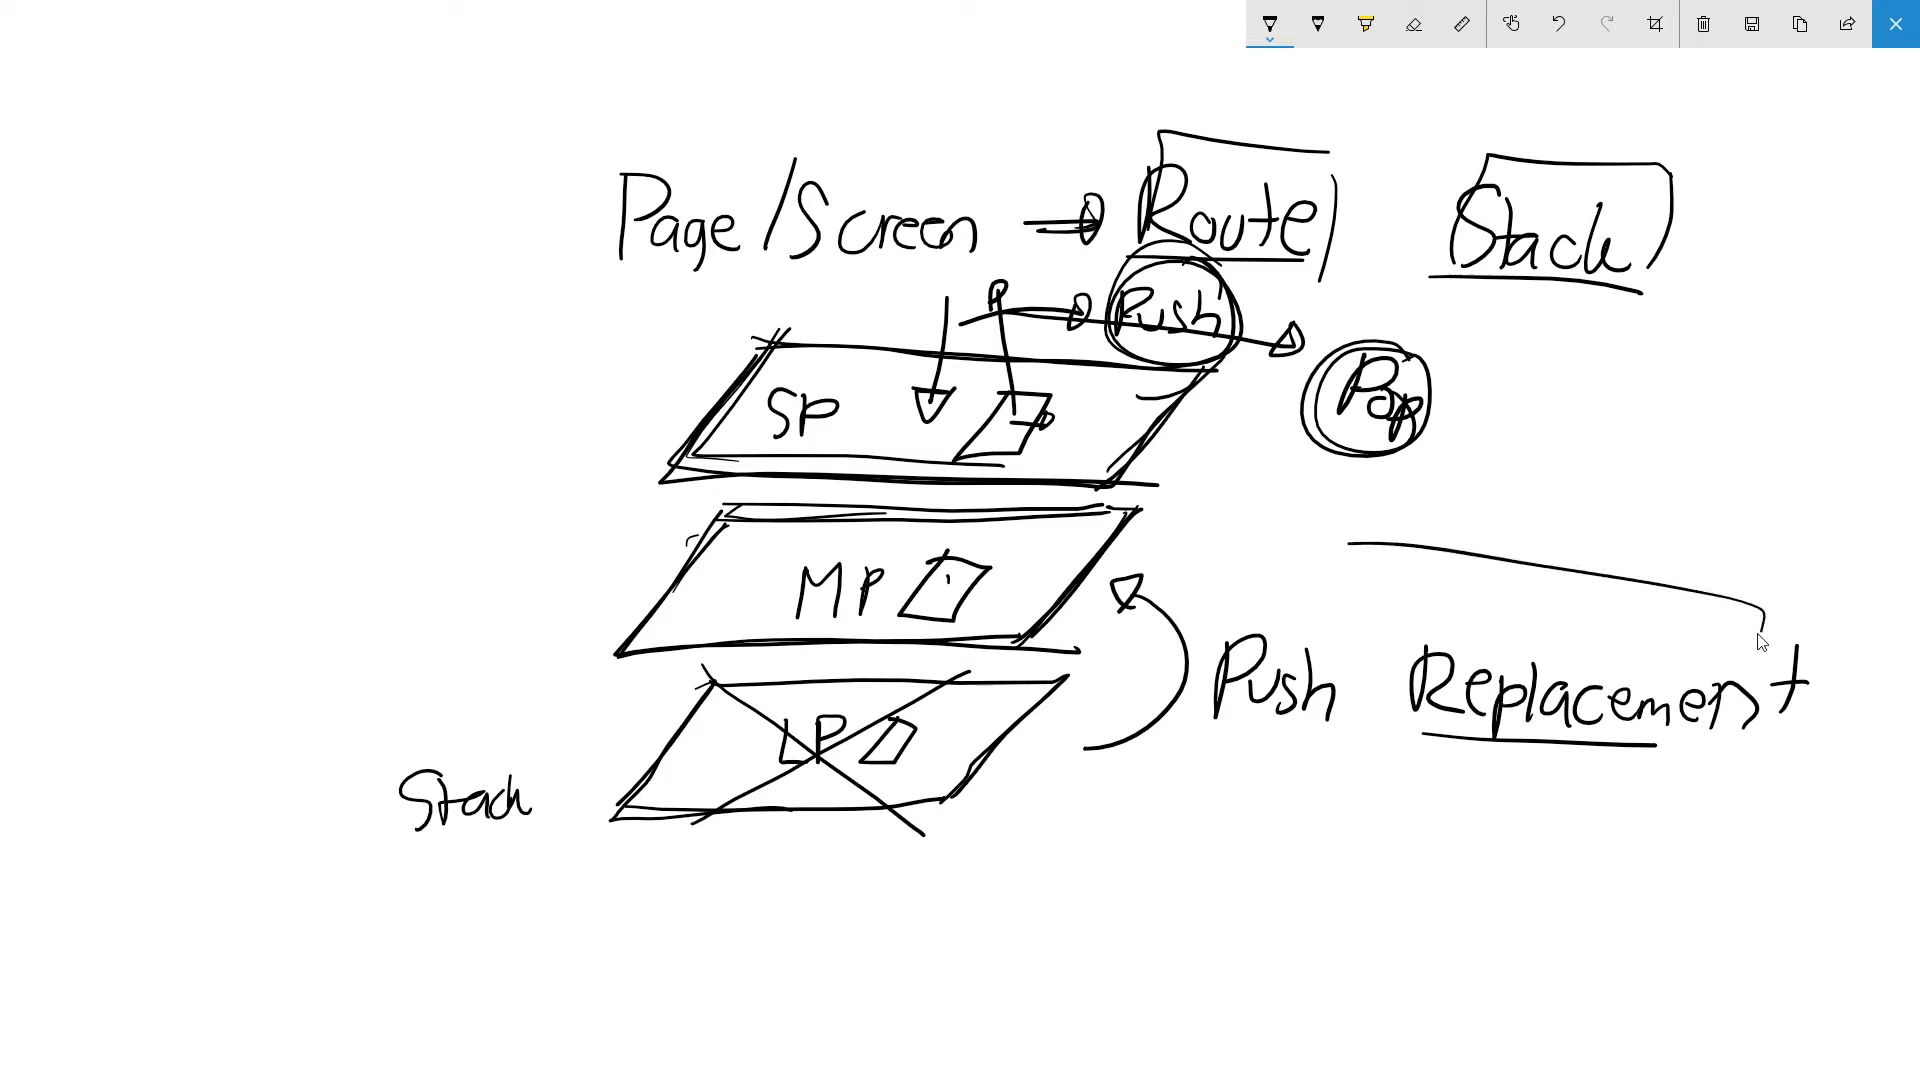 Page/Screen ⇒ Route Stack
Push
Pop
SP
MP
Push Replacement
LP
Stack